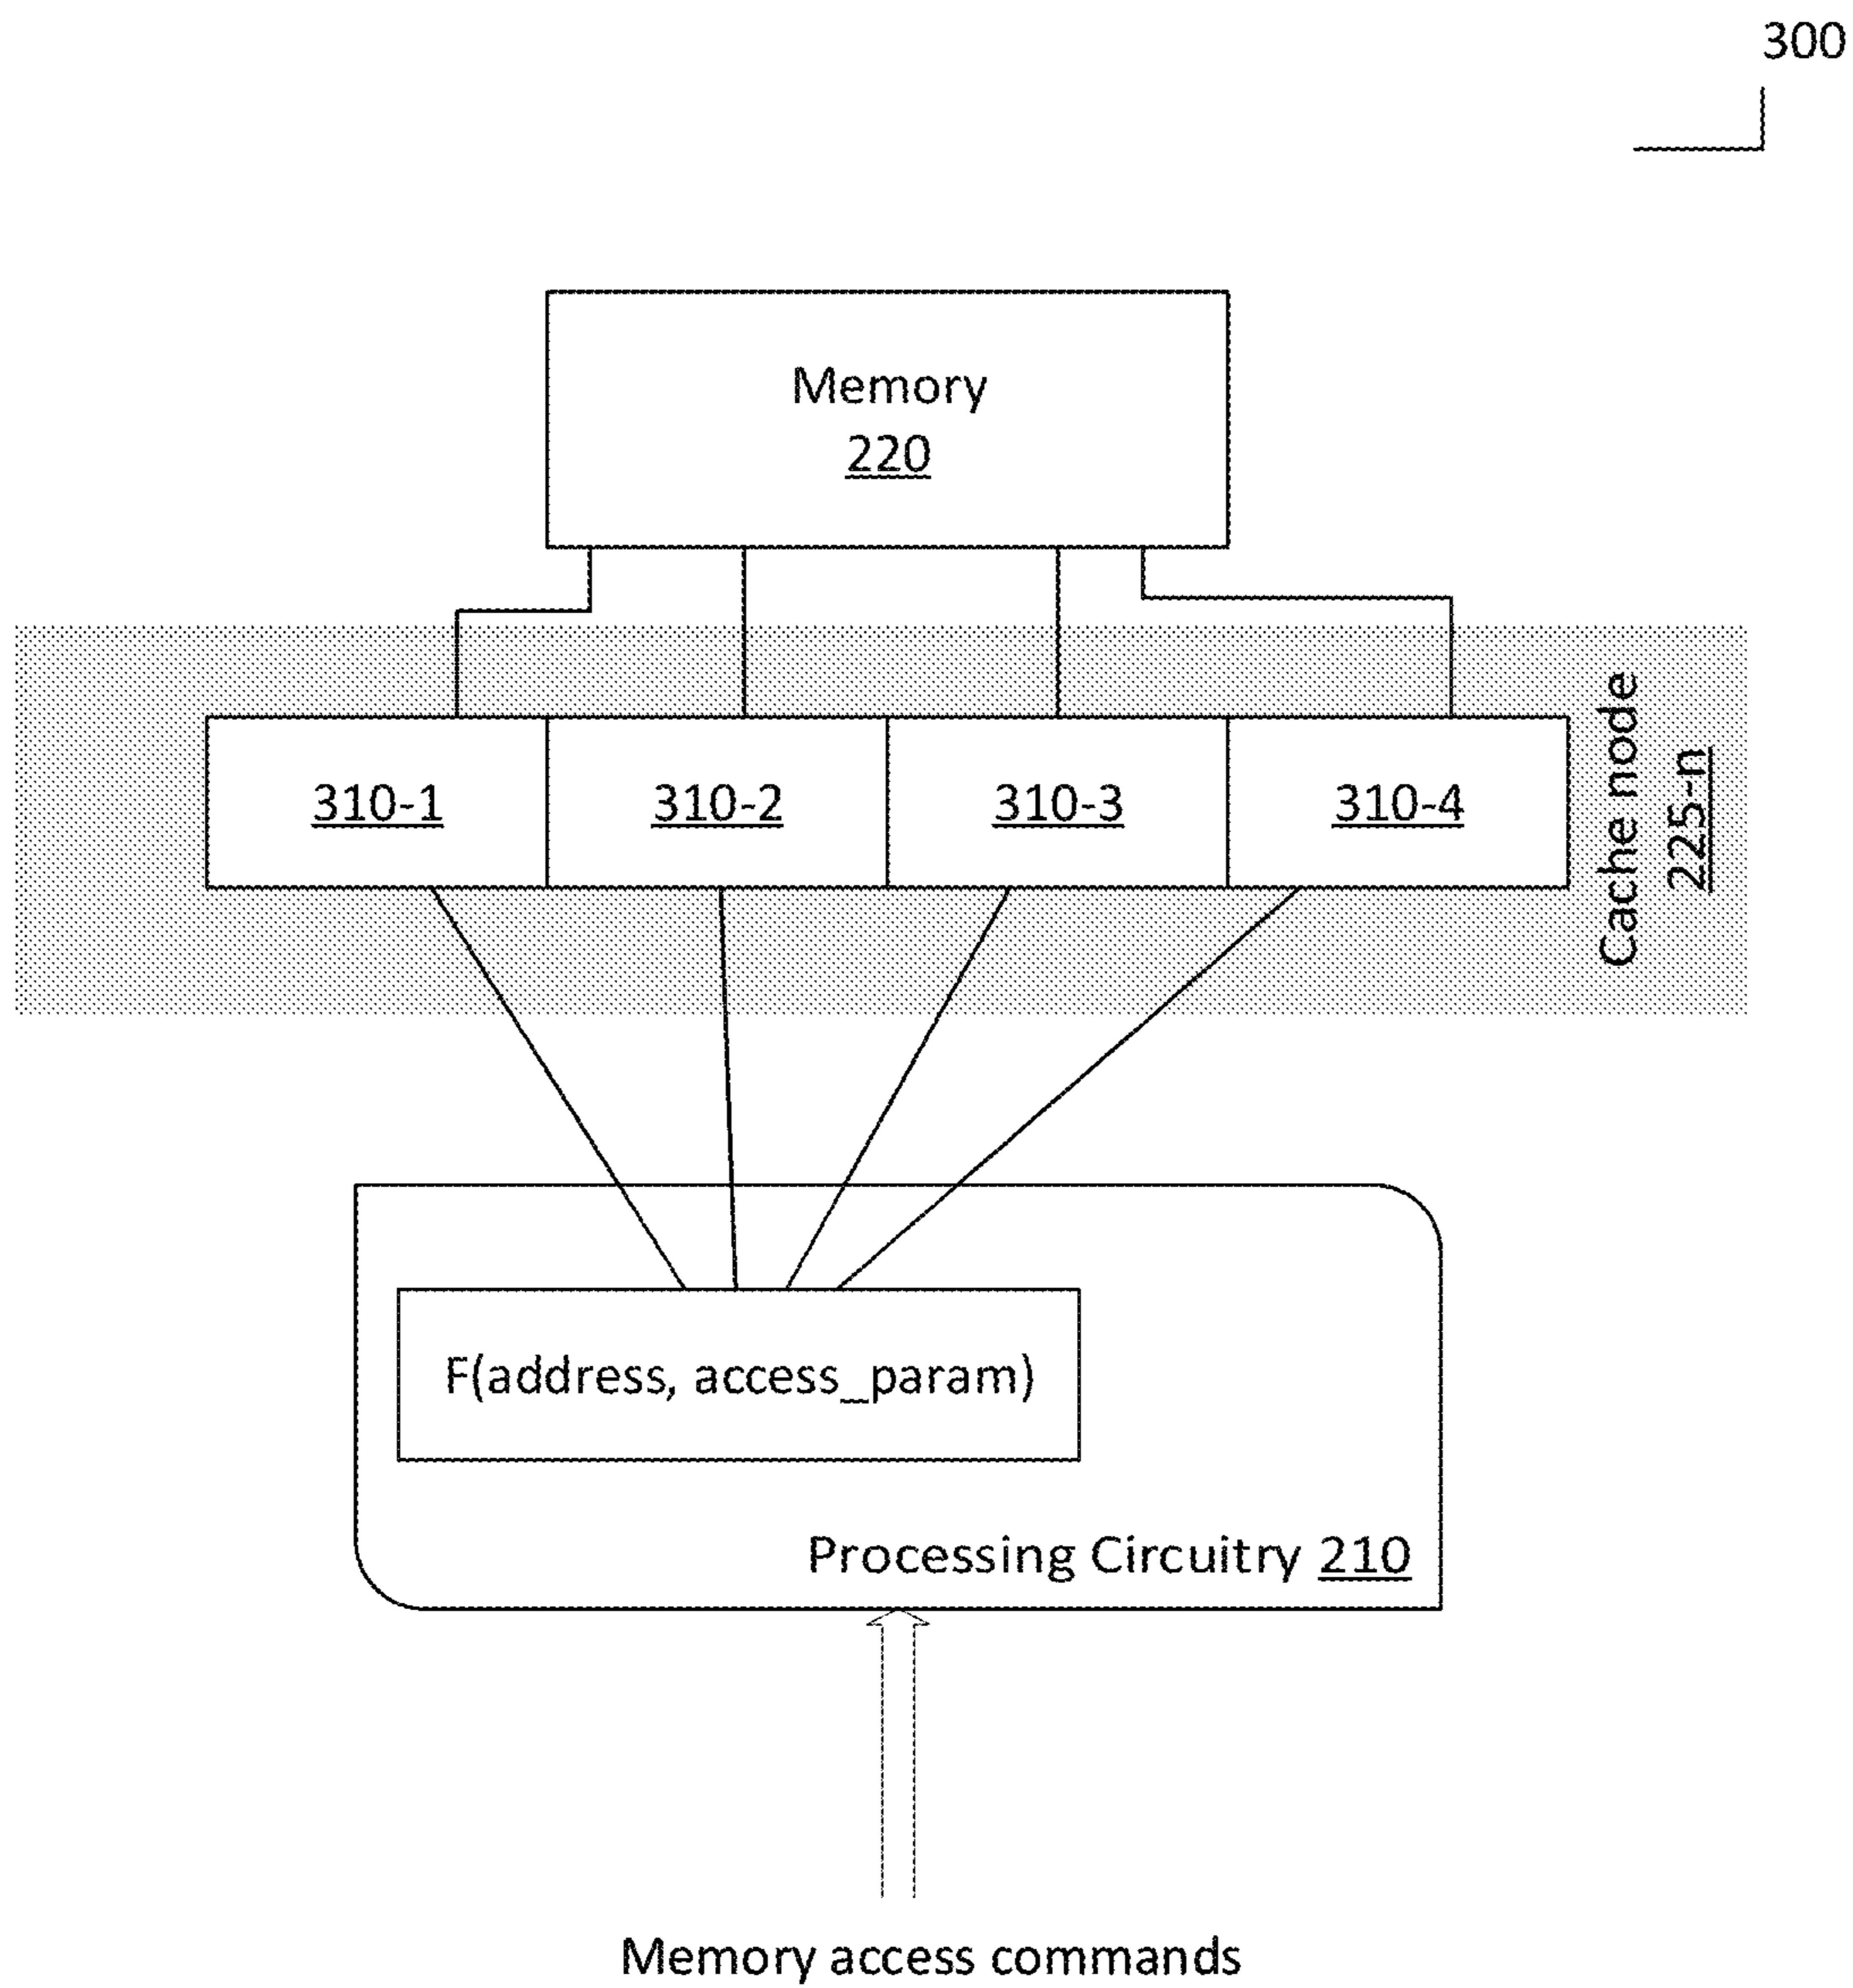 300
Memory
220
310-1
310-2
310-3
310-4
Cache node
225-n
F(address, access_param)
Processing Circuitry 210
Memory access commands